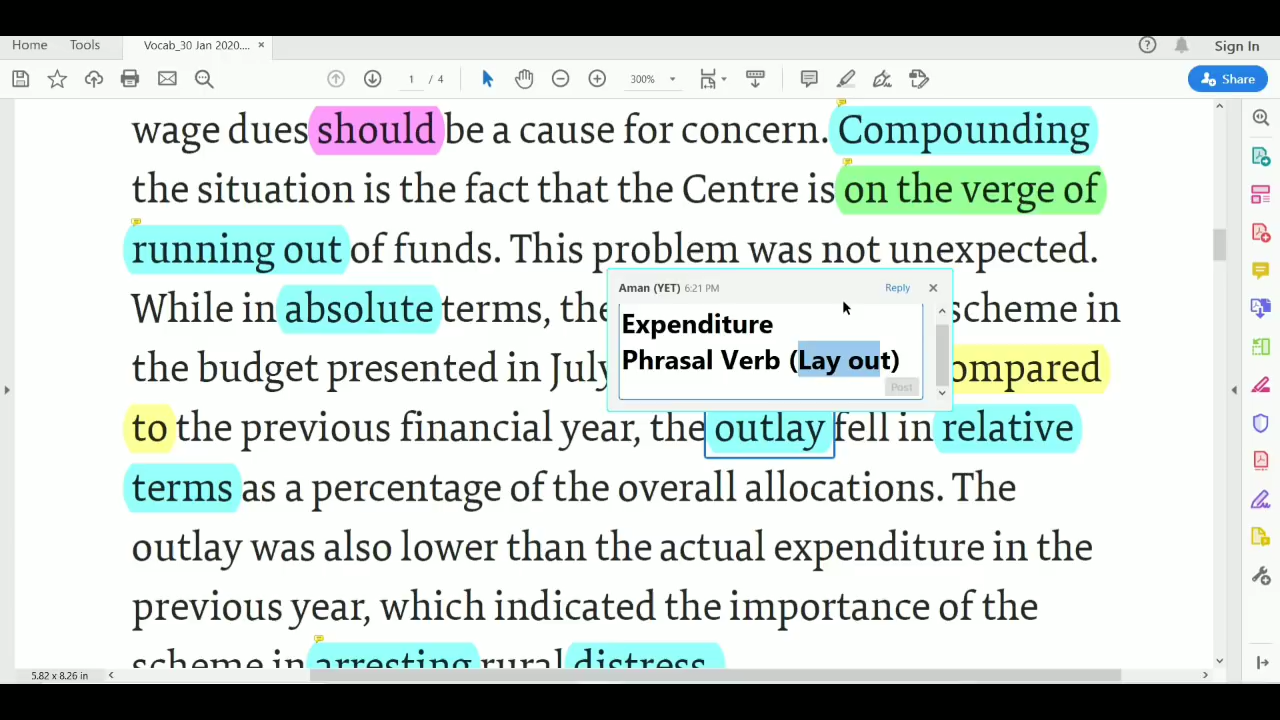 Home Tools Vocab_30 Jan 2020.... × Sign In
1 / 4 300% Share
wage dues should be a cause for concern. Compounding
the situation is the fact that the Centre is on the verge of
running out of funds. This problem was not unexpected.
While in absolute terms, the scheme in
the budget presented in July ompared
to the previous financial year, the outlay fell in relative
terms as a percentage of the overall allocations. The
outlay was also lower than the actual expenditure in the
previous year, which indicated the importance of the
scheme in arresting rural distress.
Aman (YET) 6:21 PM Reply
Expenditure
Phrasal Verb (Lay out)
Post
5.82 x 8.26 in